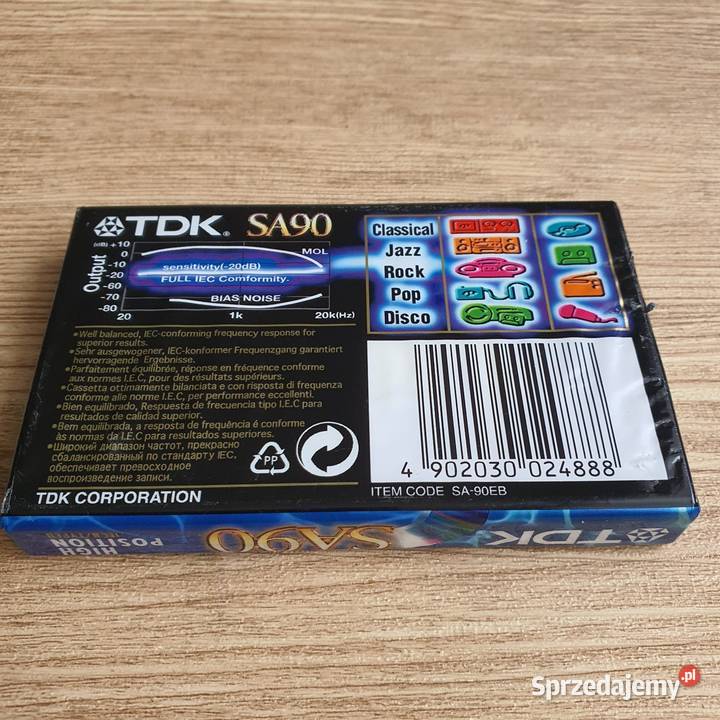 TDK® SA90
(dB) +10
0
-10
-20
-70
-80
Output
MOL
sensitivity(-20dB)
FULL IEC Comformity.
BIAS NOISE
20 1k 20k(Hz)
Classical
Jazz
Rock
Pop
Disco
•Well balanced, IEC-conforming frequency response for
superior results.
•Sehr ausgewogener, IEC-konformer Frequenzgang garantiert
hervorragende Ergebnisse.
•Parfaitement équilibrée, réponse en fréquence conforme
aux normes I.E.C, pour des résultats supérieurs.
•Cassetta ottimamente bilanciata e con risposta di frequenza
conforme alle norme I.E.C, per performance eccellenti.
•Bien equilibrado, Respuesta de frecuencia tipo I.E.C para
resultados de calidad superior.
•Bem equilibrada, a resposta de frequência é conforme
às normas da I.E.C para resultados superiores.
•Широкий диапазон частот, прекрасно
сбалансированный по стандарту IEC,
обеспечивает превосходное
воспроизведение записи.
PP
4 902030 024888
TDK CORPORATION
ITEM CODE SA-90EB
HIGH
POSITION
SA90
TDK
Sprzedajemy.pl